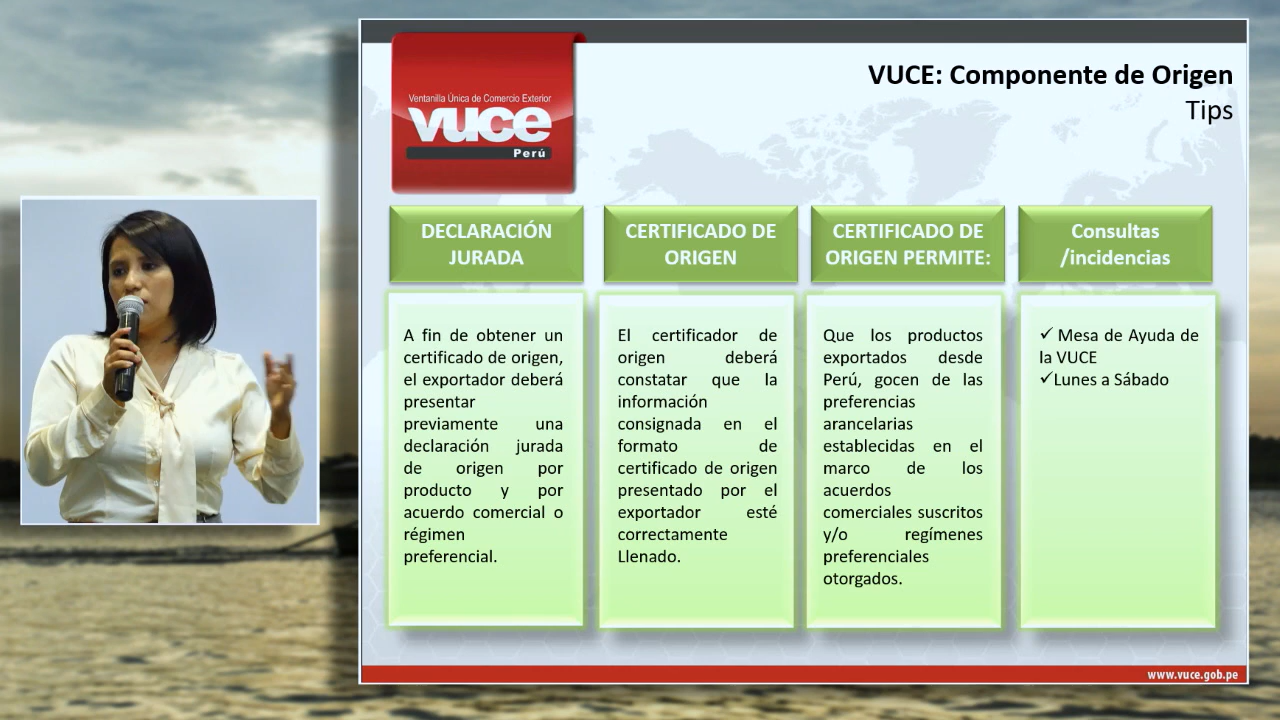 Ventanilla Única de Comercio Exterior
vuce
Perú
VUCE: Componente de Origen
Tips
DECLARACIÓN
JURADA
A fin de obtener un
certificado de origen,
el exportador deberá
presentar
previamente una
declaración jurada
de origen por
producto y por
acuerdo comercial o
régimen
preferencial.
CERTIFICADO DE
ORIGEN
El certificador de
origen deberá
constatar que la
información
consignada en el
formato de
certificado de origen
presentado por el
exportador esté
correctamente
Llenado.
CERTIFICADO DE
ORIGEN PERMITE:
Que los productos
exportados desde
Perú, gocen de las
preferencias
arancelarias
establecidas en el
marco de los
acuerdos
comerciales suscritos
y/o regímenes
preferenciales
otorgados.
Consultas
/incidencias
✓ Mesa de Ayuda de
la VUCE
✓Lunes a Sábado
www.vuce.gob.pe